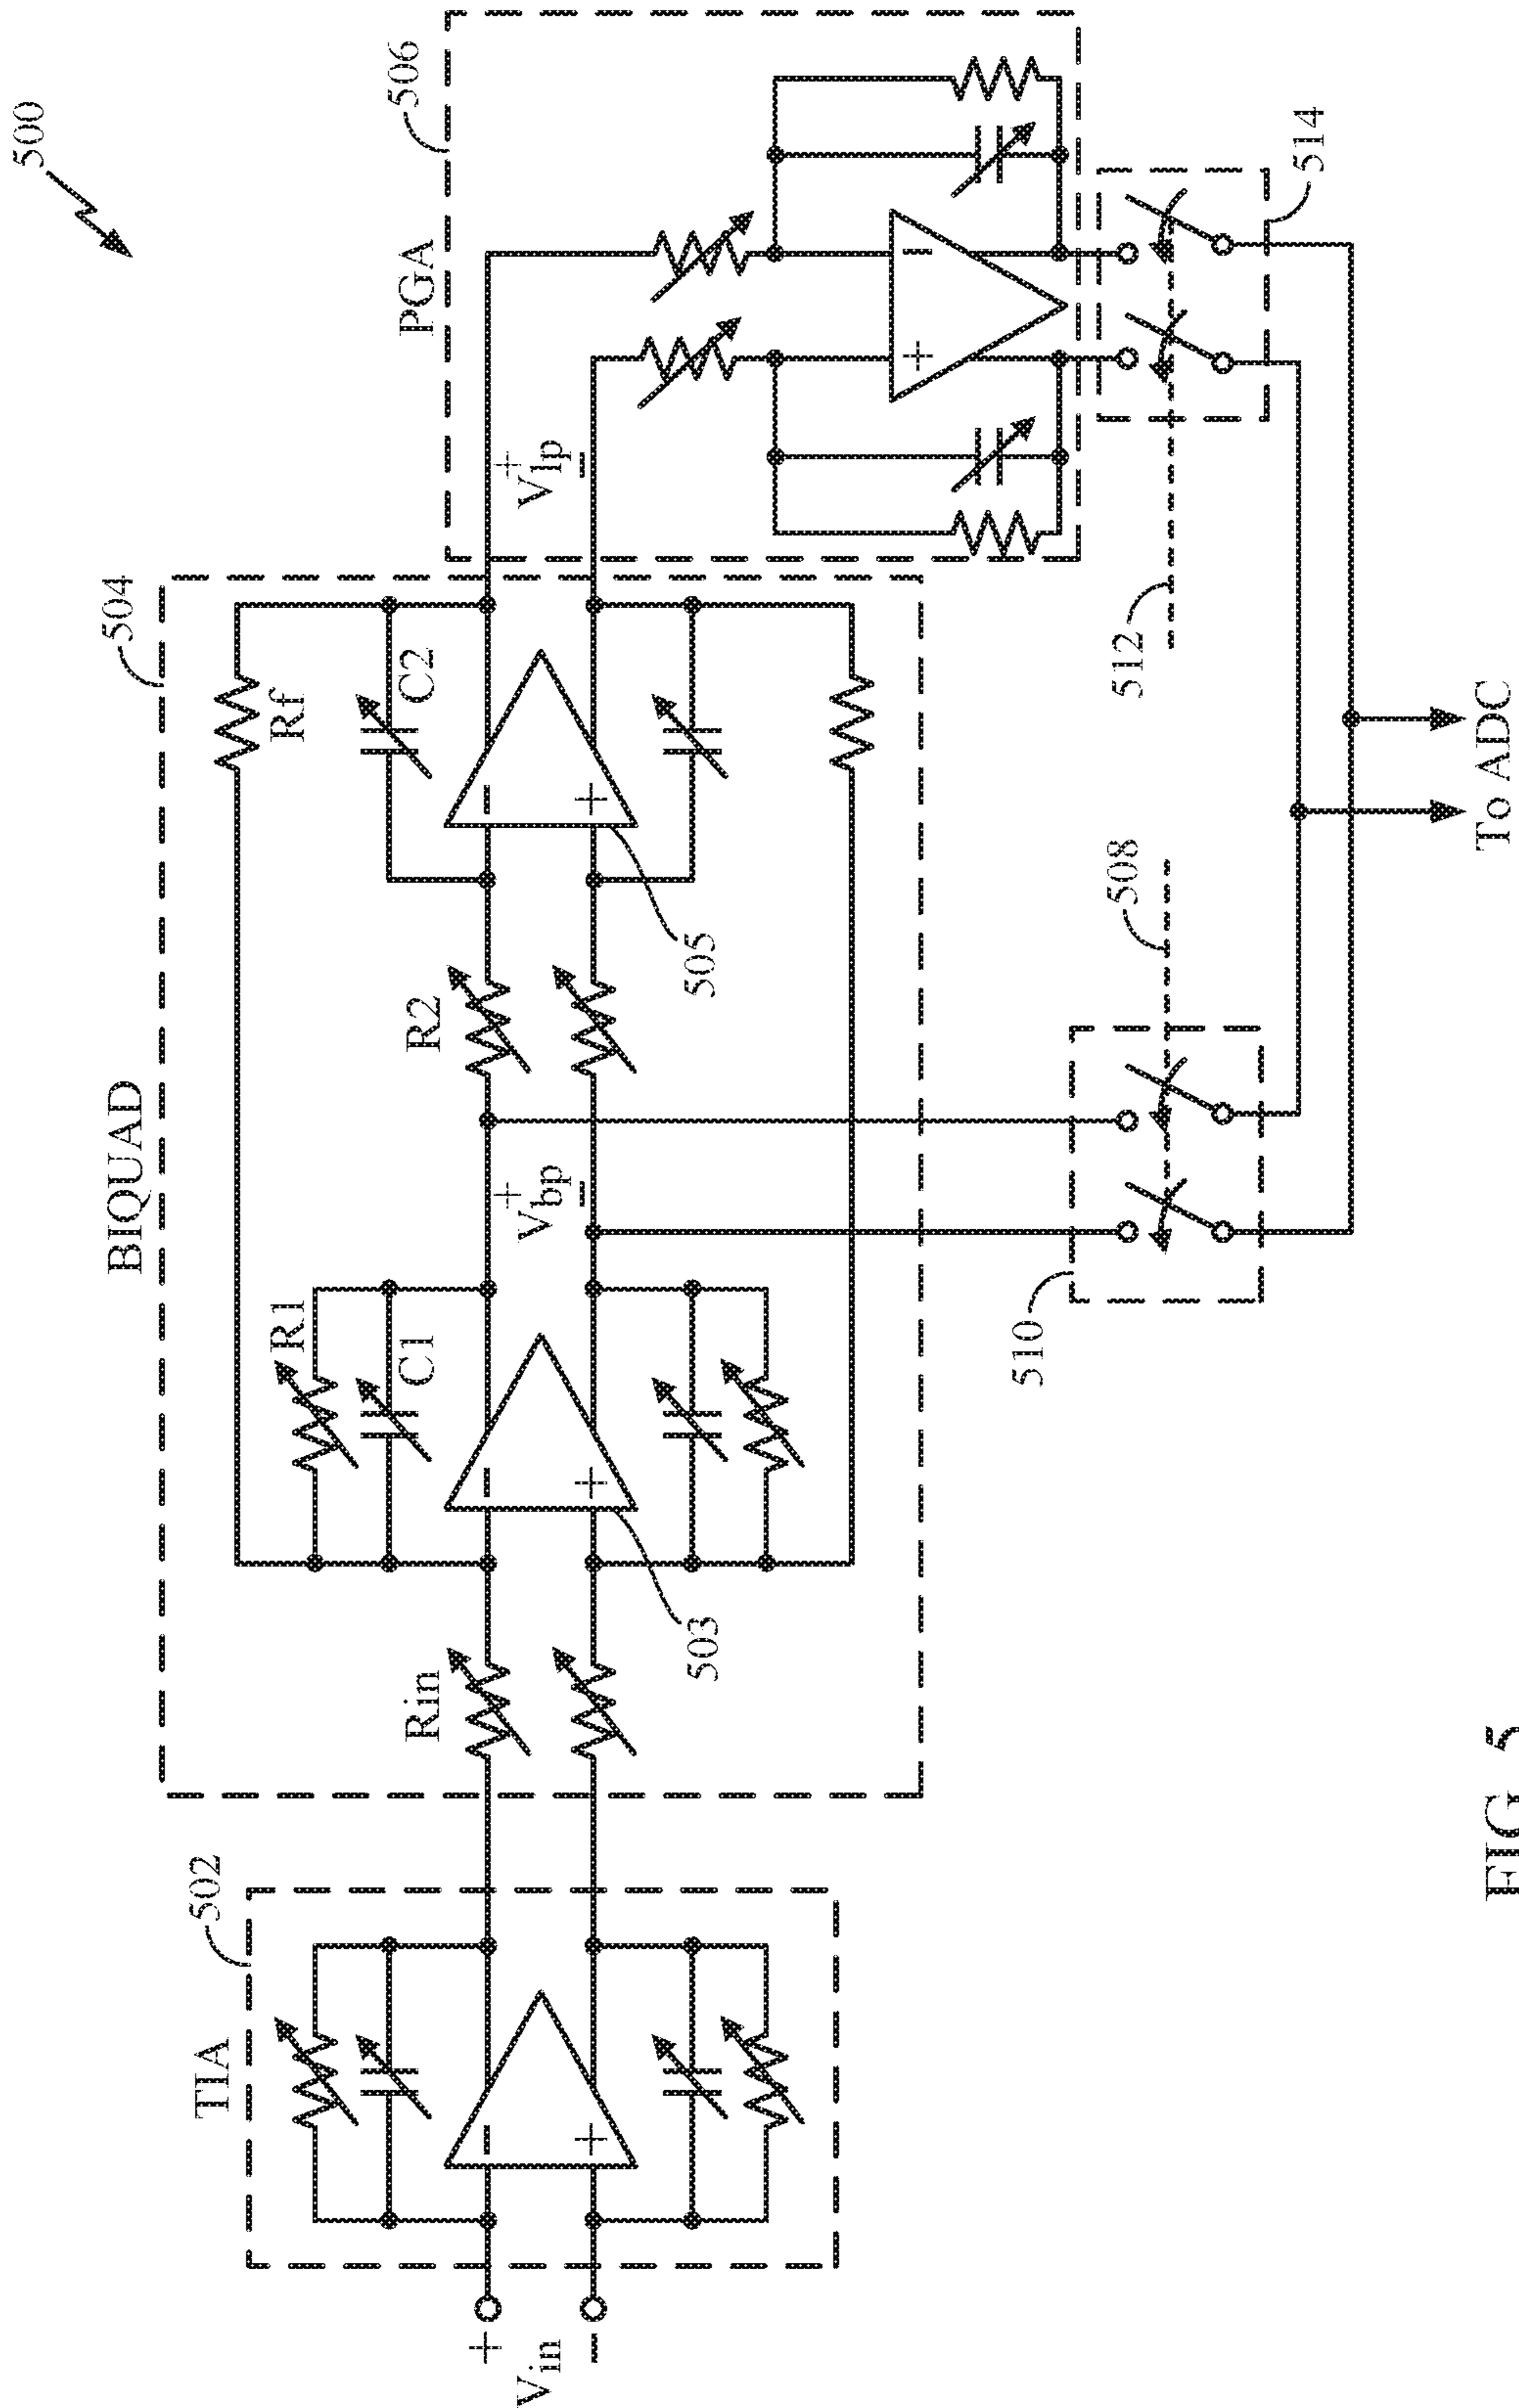 500
TIA
502
BIQUAD
504
PGA
506
Vin
+
−
−
+
Rin
R1
C1
−
+
503
Vbp
+
−
R2
Rf
C2
−
+
505
Vlp
+
−
+
−
510
508
512
514
To ADC
FIG. 5